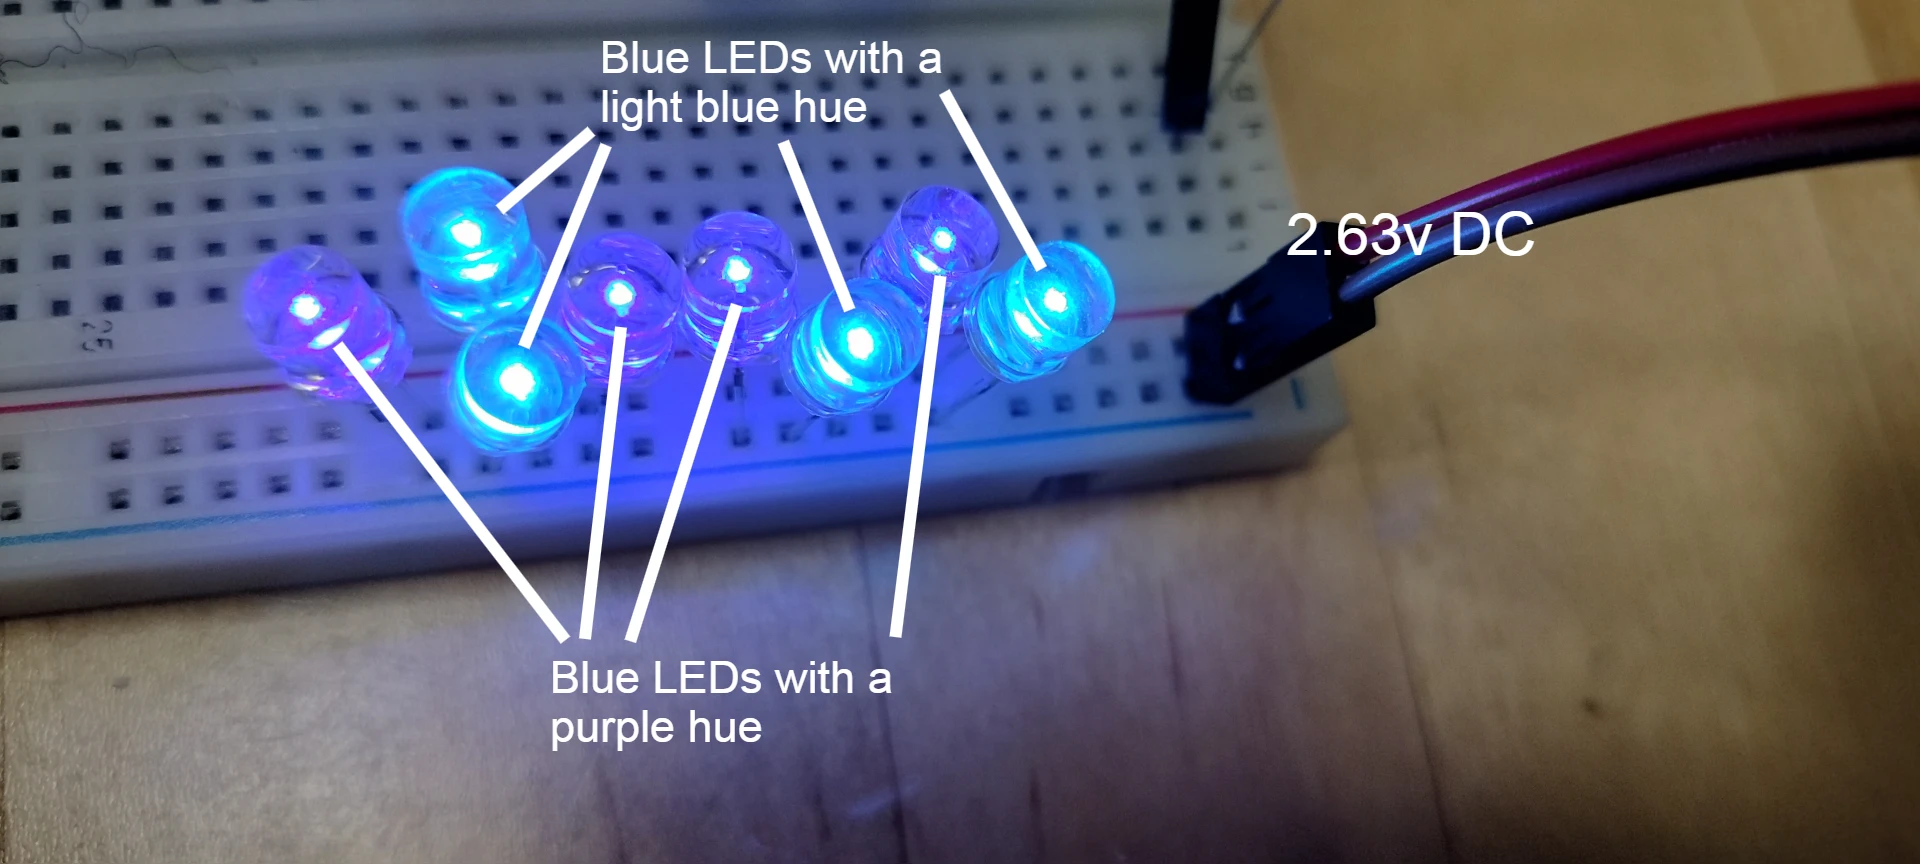 Blue LEDs with a
light blue hue
2.63v DC
Blue LEDs with a
purple hue